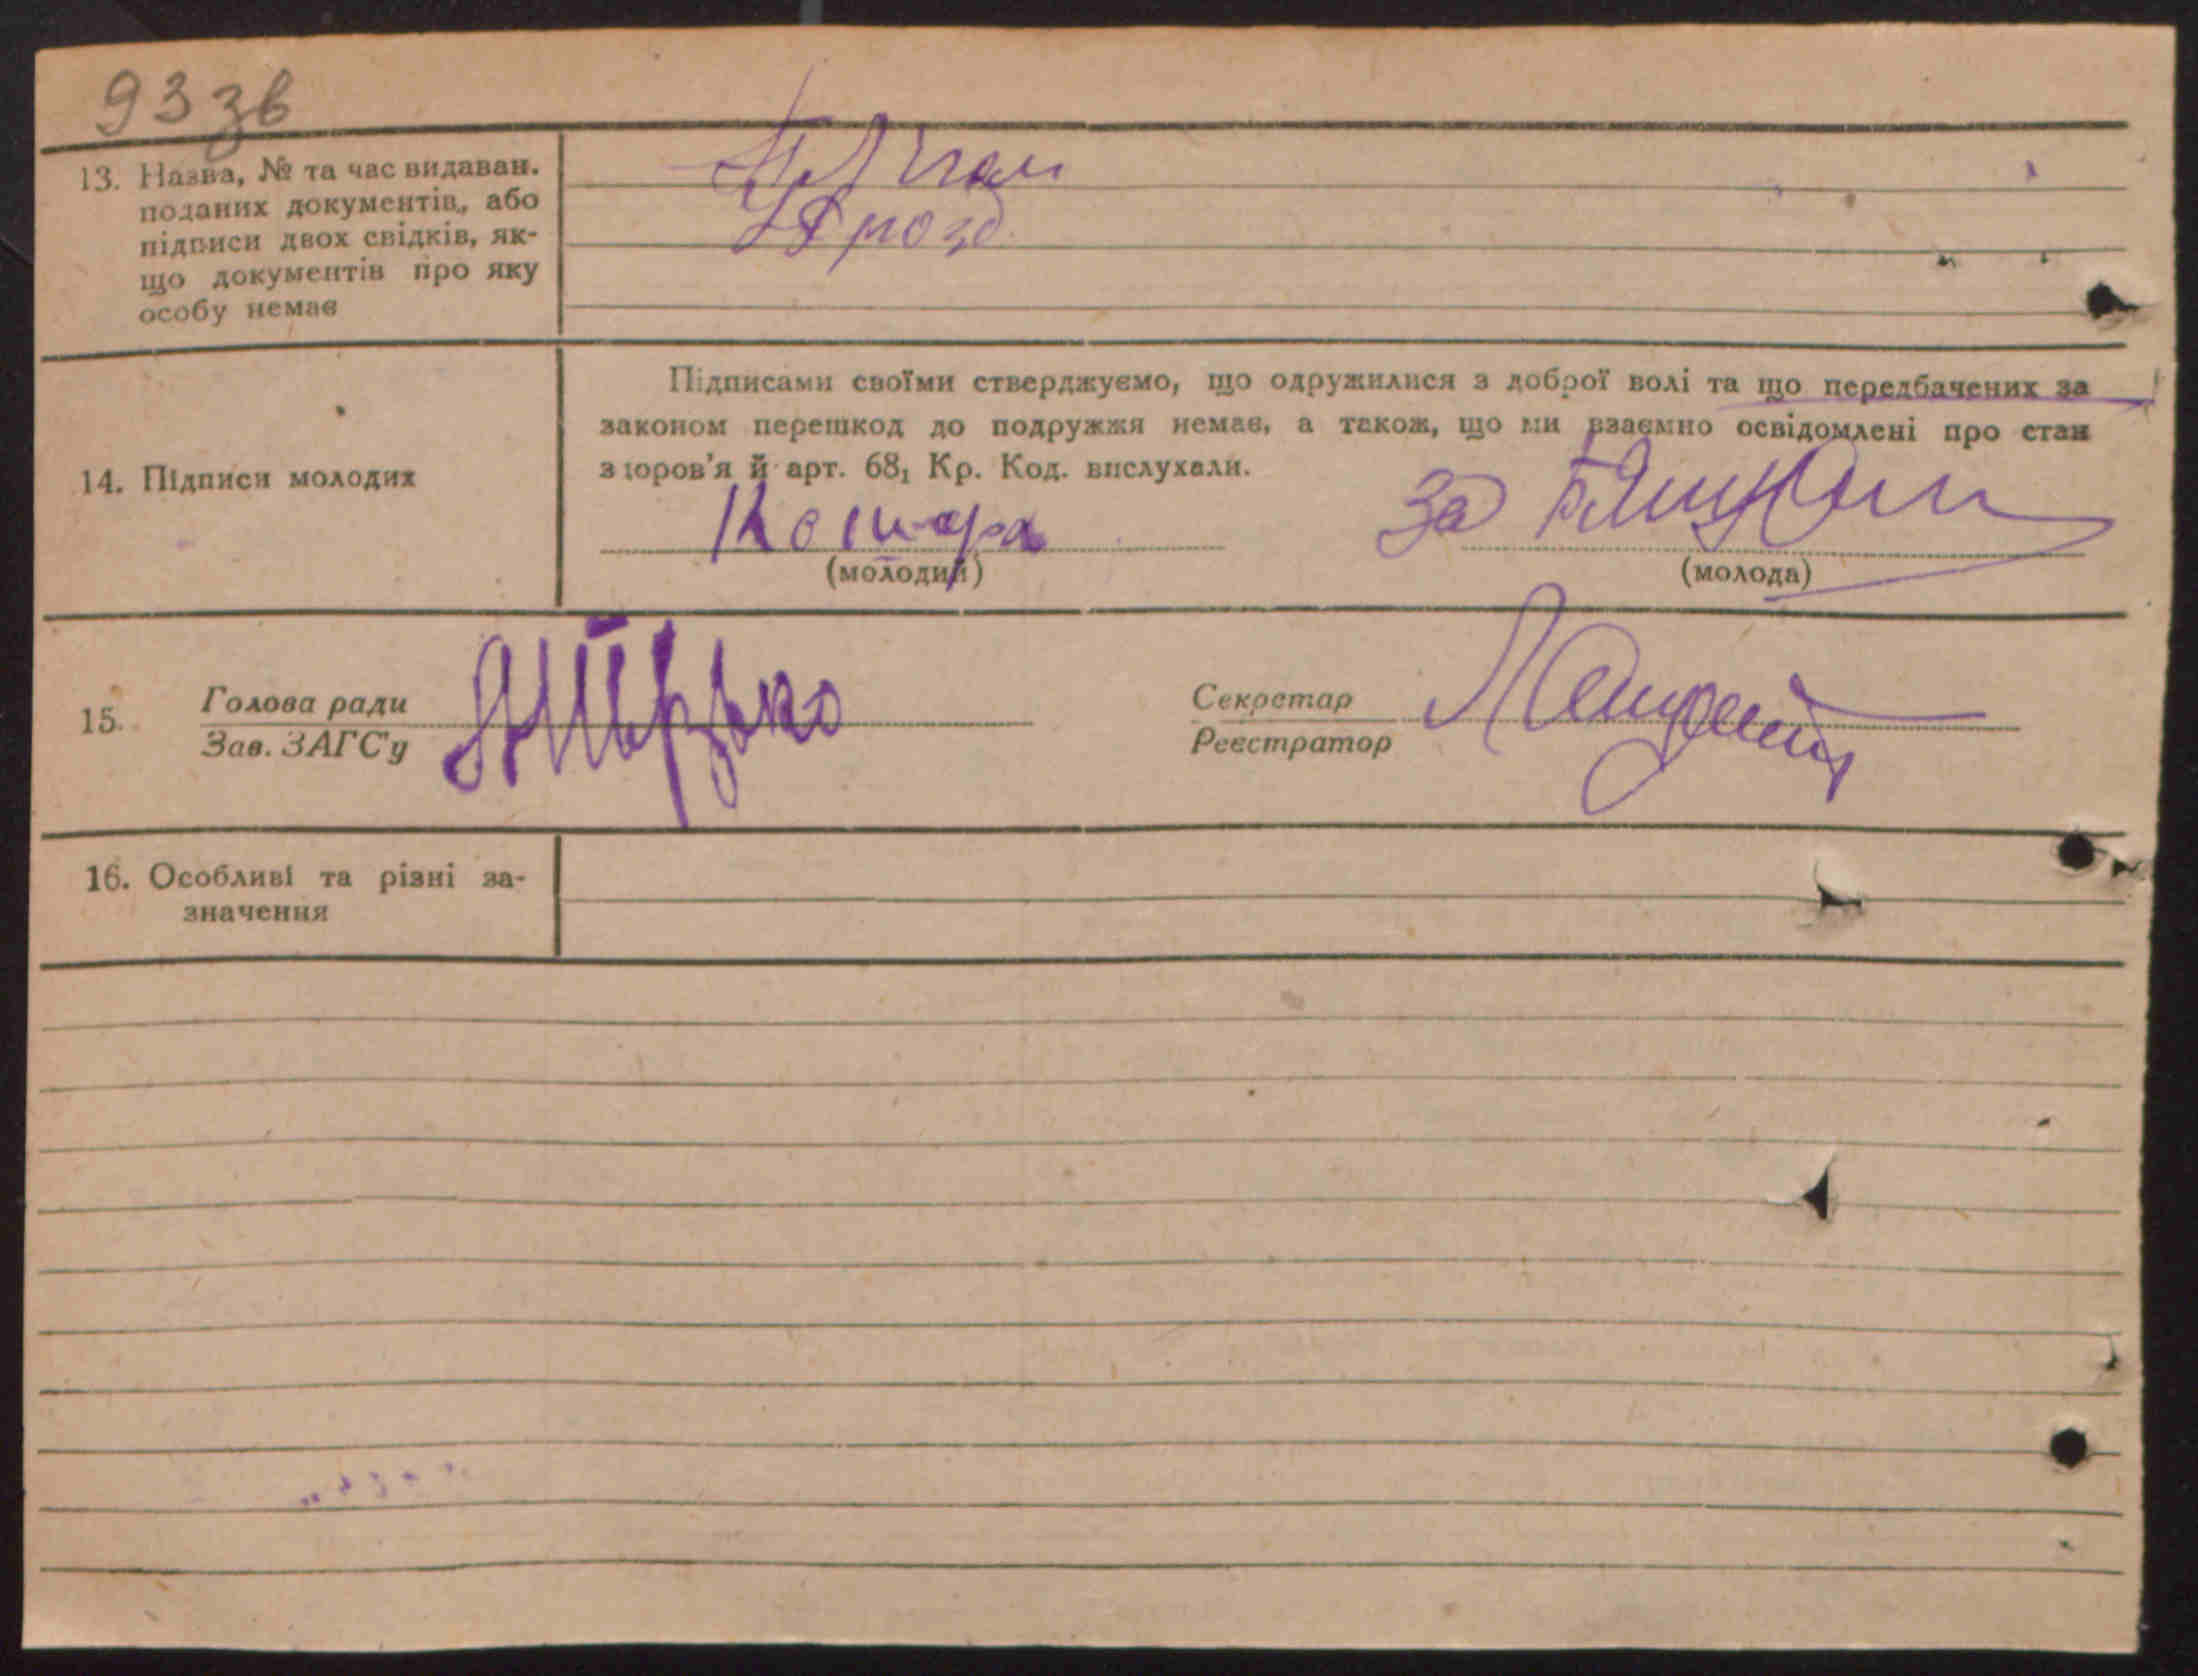 93 зв
13. Назва, № та час видаван.
поданих документів, або
підписи двох свідків, як-
що документів про яку
особу немає
Дрозд
Підписами своїми стверджуємо, що одружилися з доброї волі та що передбачених за
законом перешкод до подружжя немає, а також, що ми взаємно освідомлені про стан
здоров'я й арт. 68₁ Кр. Код. вислухали.
14. Підписи молодих
за
(молодий) (молода)
15. Голова ради Секретар
Зав. ЗАГС'у Реєстратор
16. Особливі та різні за-
значення